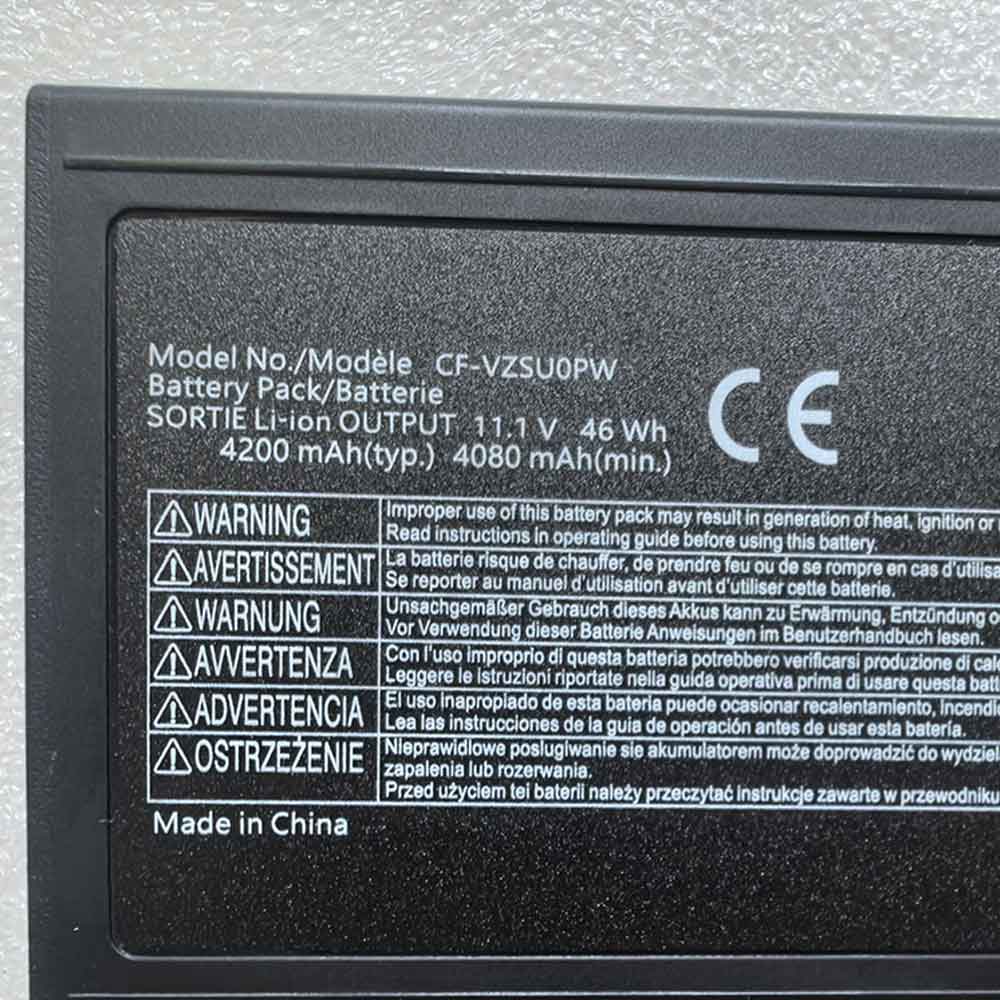 Model No./Modèle CF-VZSU0PW
Battery Pack/Batterie
SORTIE Li-ion OUTPUT 11.1 V 46 Wh
4200 mAh(typ.) 4080 mAh(min.)
CE
WARNING
Improper use of this battery pack may result in generation of heat, ignition or
Read instructions in operating guide before using this battery.
AVERTISSEMENT
La batterie risque de chauffer, de prendre feu ou de se rompre en cas d'utilisa
Se reporter au manuel d'utilisation avant d'utiliser cette batterie.
WARNUNG
Unsachgemäßer Gebrauch dieses Akkus kann zu Erwärmung, Entzündung o
Vor Verwendung dieser Batterie Anweisungen im Benutzerhandbuch lesen.
AVVERTENZA
Con l'uso improprio di questa batteria potrebbero verificarsi produzione di cal
Leggere le istruzioni riportate nella guida operativa prima di usare questa batt
ADVERTENCIA
El uso inapropiado de esta batería puede ocasionar recalentamiento, incendi
Lea las instrucciones de la guia de operación antes de usar esta batería.
OSTRZEŻENIE
Nieprawidlowe poslugiwanie sie akumulatorem może doprowadzić do wydziel
zapalenia lub rozerwania.
Przed użyciem tei baterii należy przeczytać instrukcje zawarte w przewodniku
Made in China